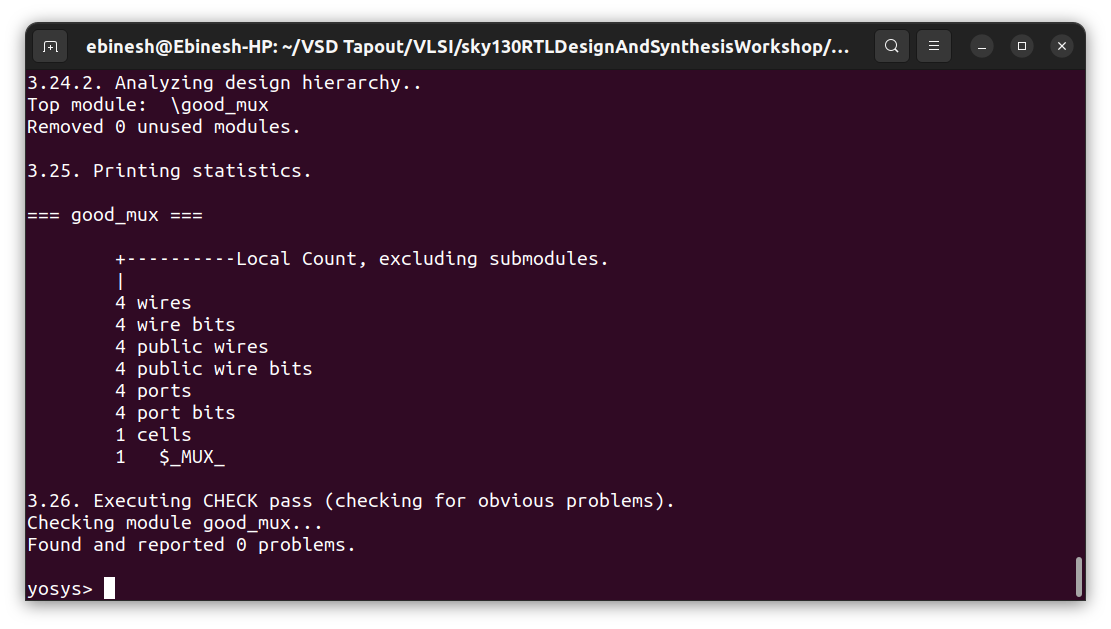 ebinesh@Ebinesh-HP: ~/VSD Tapout/VLSI/sky130RTLDesignAndSynthesisWorkshop/...
3.24.2. Analyzing design hierarchy..
Top module:  \good_mux
Removed 0 unused modules.
3.25. Printing statistics.
=== good_mux ===
        +----------Local Count, excluding submodules.
        |
        4 wires
        4 wire bits
        4 public wires
        4 public wire bits
        4 ports
        4 port bits
        1 cells
        1   $_MUX_
3.26. Executing CHECK pass (checking for obvious problems).
Checking module good_mux...
Found and reported 0 problems.
yosys>